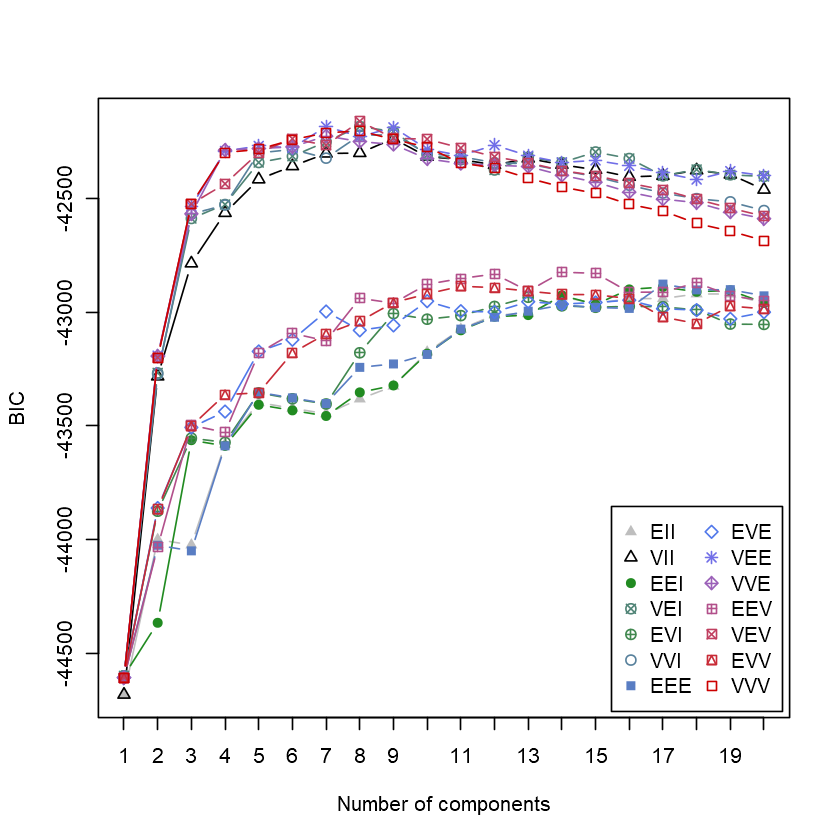 -42500
-43000
-43500
-44000
-44500
BIC
EII
VII
EEI
VEI
EVI
VVI
EEE
EVE
VEE
VVE
EEV
VEV
EVV
VVV
1 2 3 4 5 6 7 8 9 11 13 15 17 19
Number of components